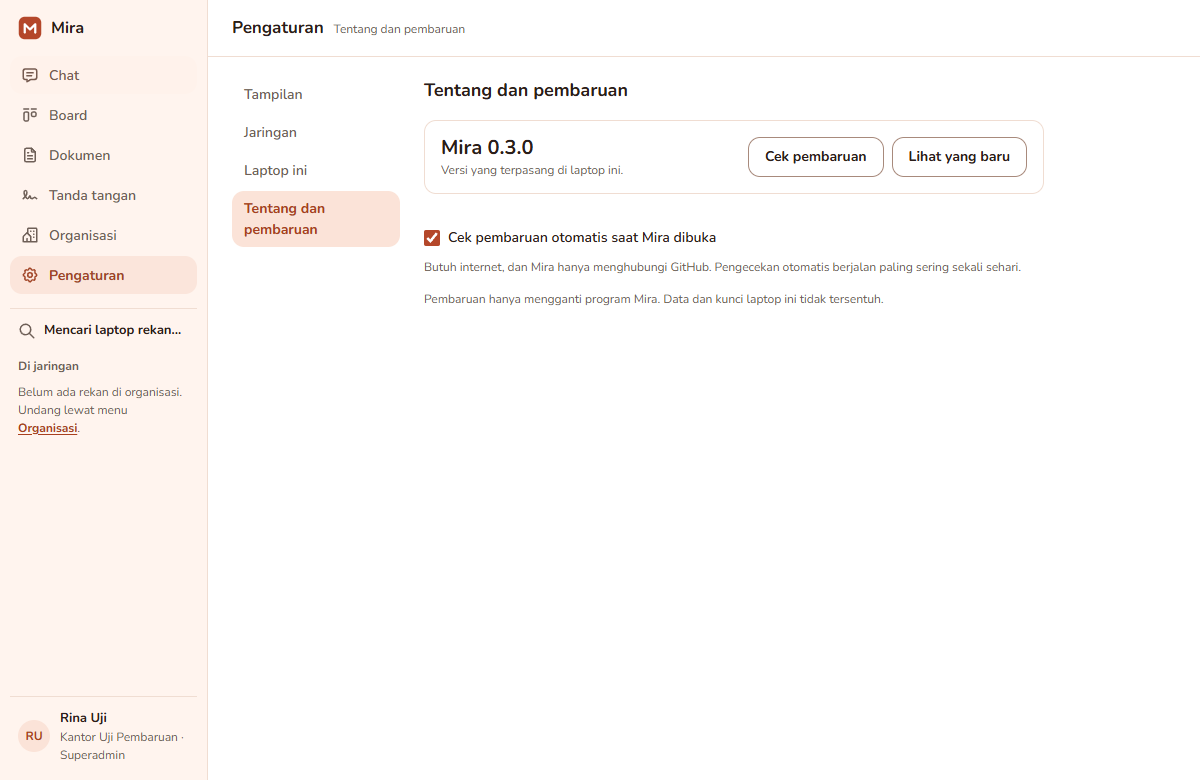 Mira
Chat
Board
Dokumen
Tanda tangan
Organisasi
Pengaturan
Mencari laptop rekan...
Di jaringan
Belum ada rekan di organisasi.
Undang lewat menu
Organisasi.
RU
Rina Uji
Kantor Uji Pembaruan ·
Superadmin
Pengaturan Tentang dan pembaruan
Tampilan
Jaringan
Laptop ini
Tentang dan
pembaruan
Tentang dan pembaruan
Mira 0.3.0
Versi yang terpasang di laptop ini.
Cek pembaruan
Lihat yang baru
Cek pembaruan otomatis saat Mira dibuka
Butuh internet, dan Mira hanya menghubungi GitHub. Pengecekan otomatis berjalan paling sering sekali sehari.
Pembaruan hanya mengganti program Mira. Data dan kunci laptop ini tidak tersentuh.